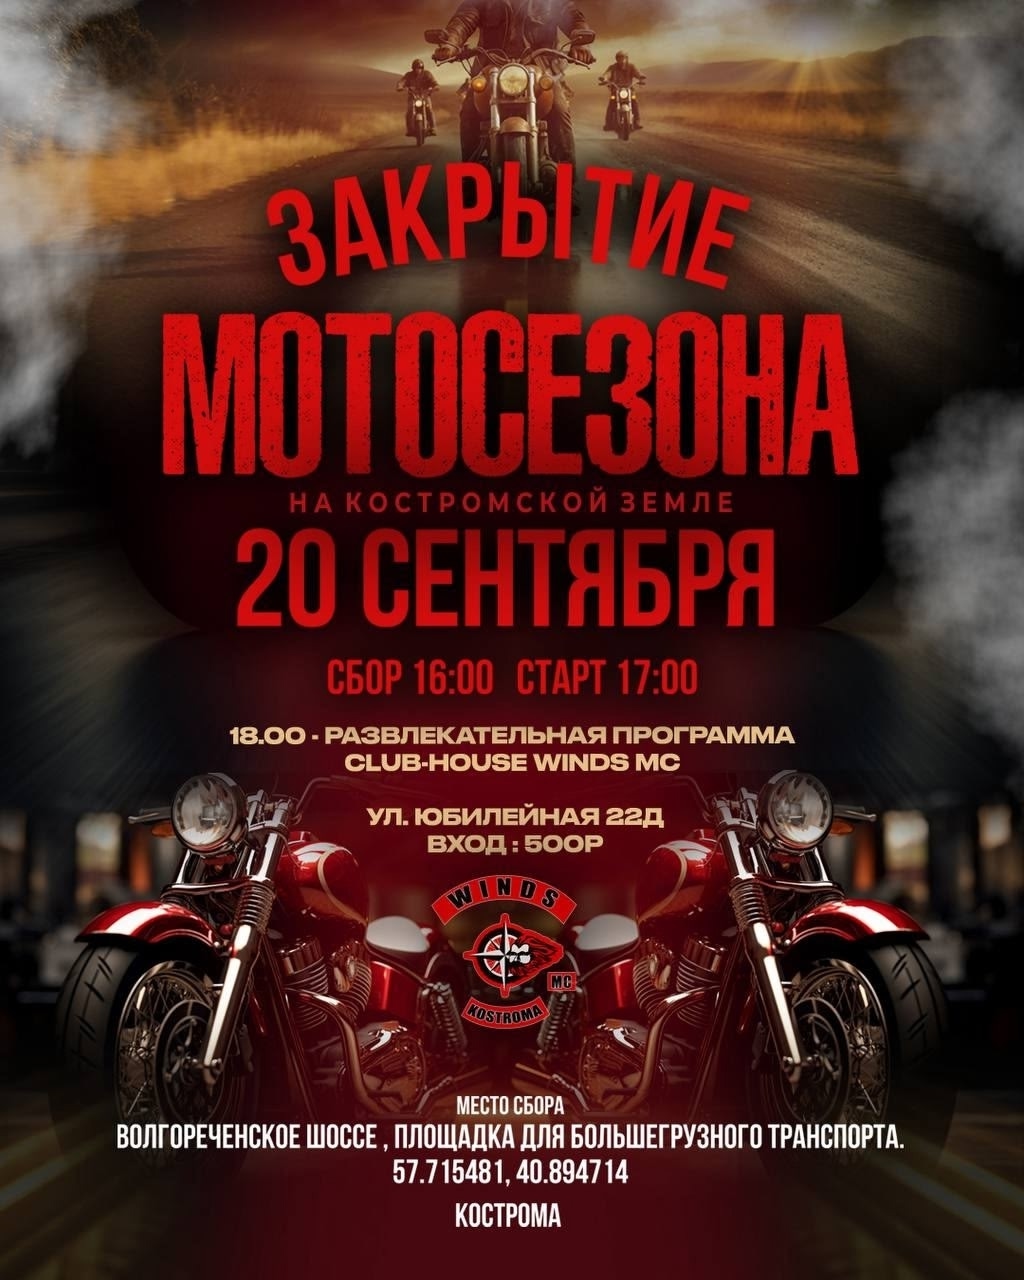 ЗАКРЫТИЕ
МОТОСЕЗОНА
НА КОСТРОМСКОЙ ЗЕМЛЕ
20 СЕНТЯБРЯ
СБОР 16:00 СТАРТ 17:00
18.00 - РАЗВЛЕКАТЕЛЬНАЯ ПРОГРАММА
CLUB-HOUSE WINDS MC
УЛ. ЮБИЛЕЙНАЯ 22Д
ВХОД : 500Р
WINDS
MC
KOSTROMA
МЕСТО СБОРА
ВОЛГОРЕЧЕНСКОЕ ШОССЕ , ПЛОЩАДКА ДЛЯ БОЛЬШЕГРУЗНОГО ТРАНСПОРТА.
57.715481, 40.894714
КОСТРОМА